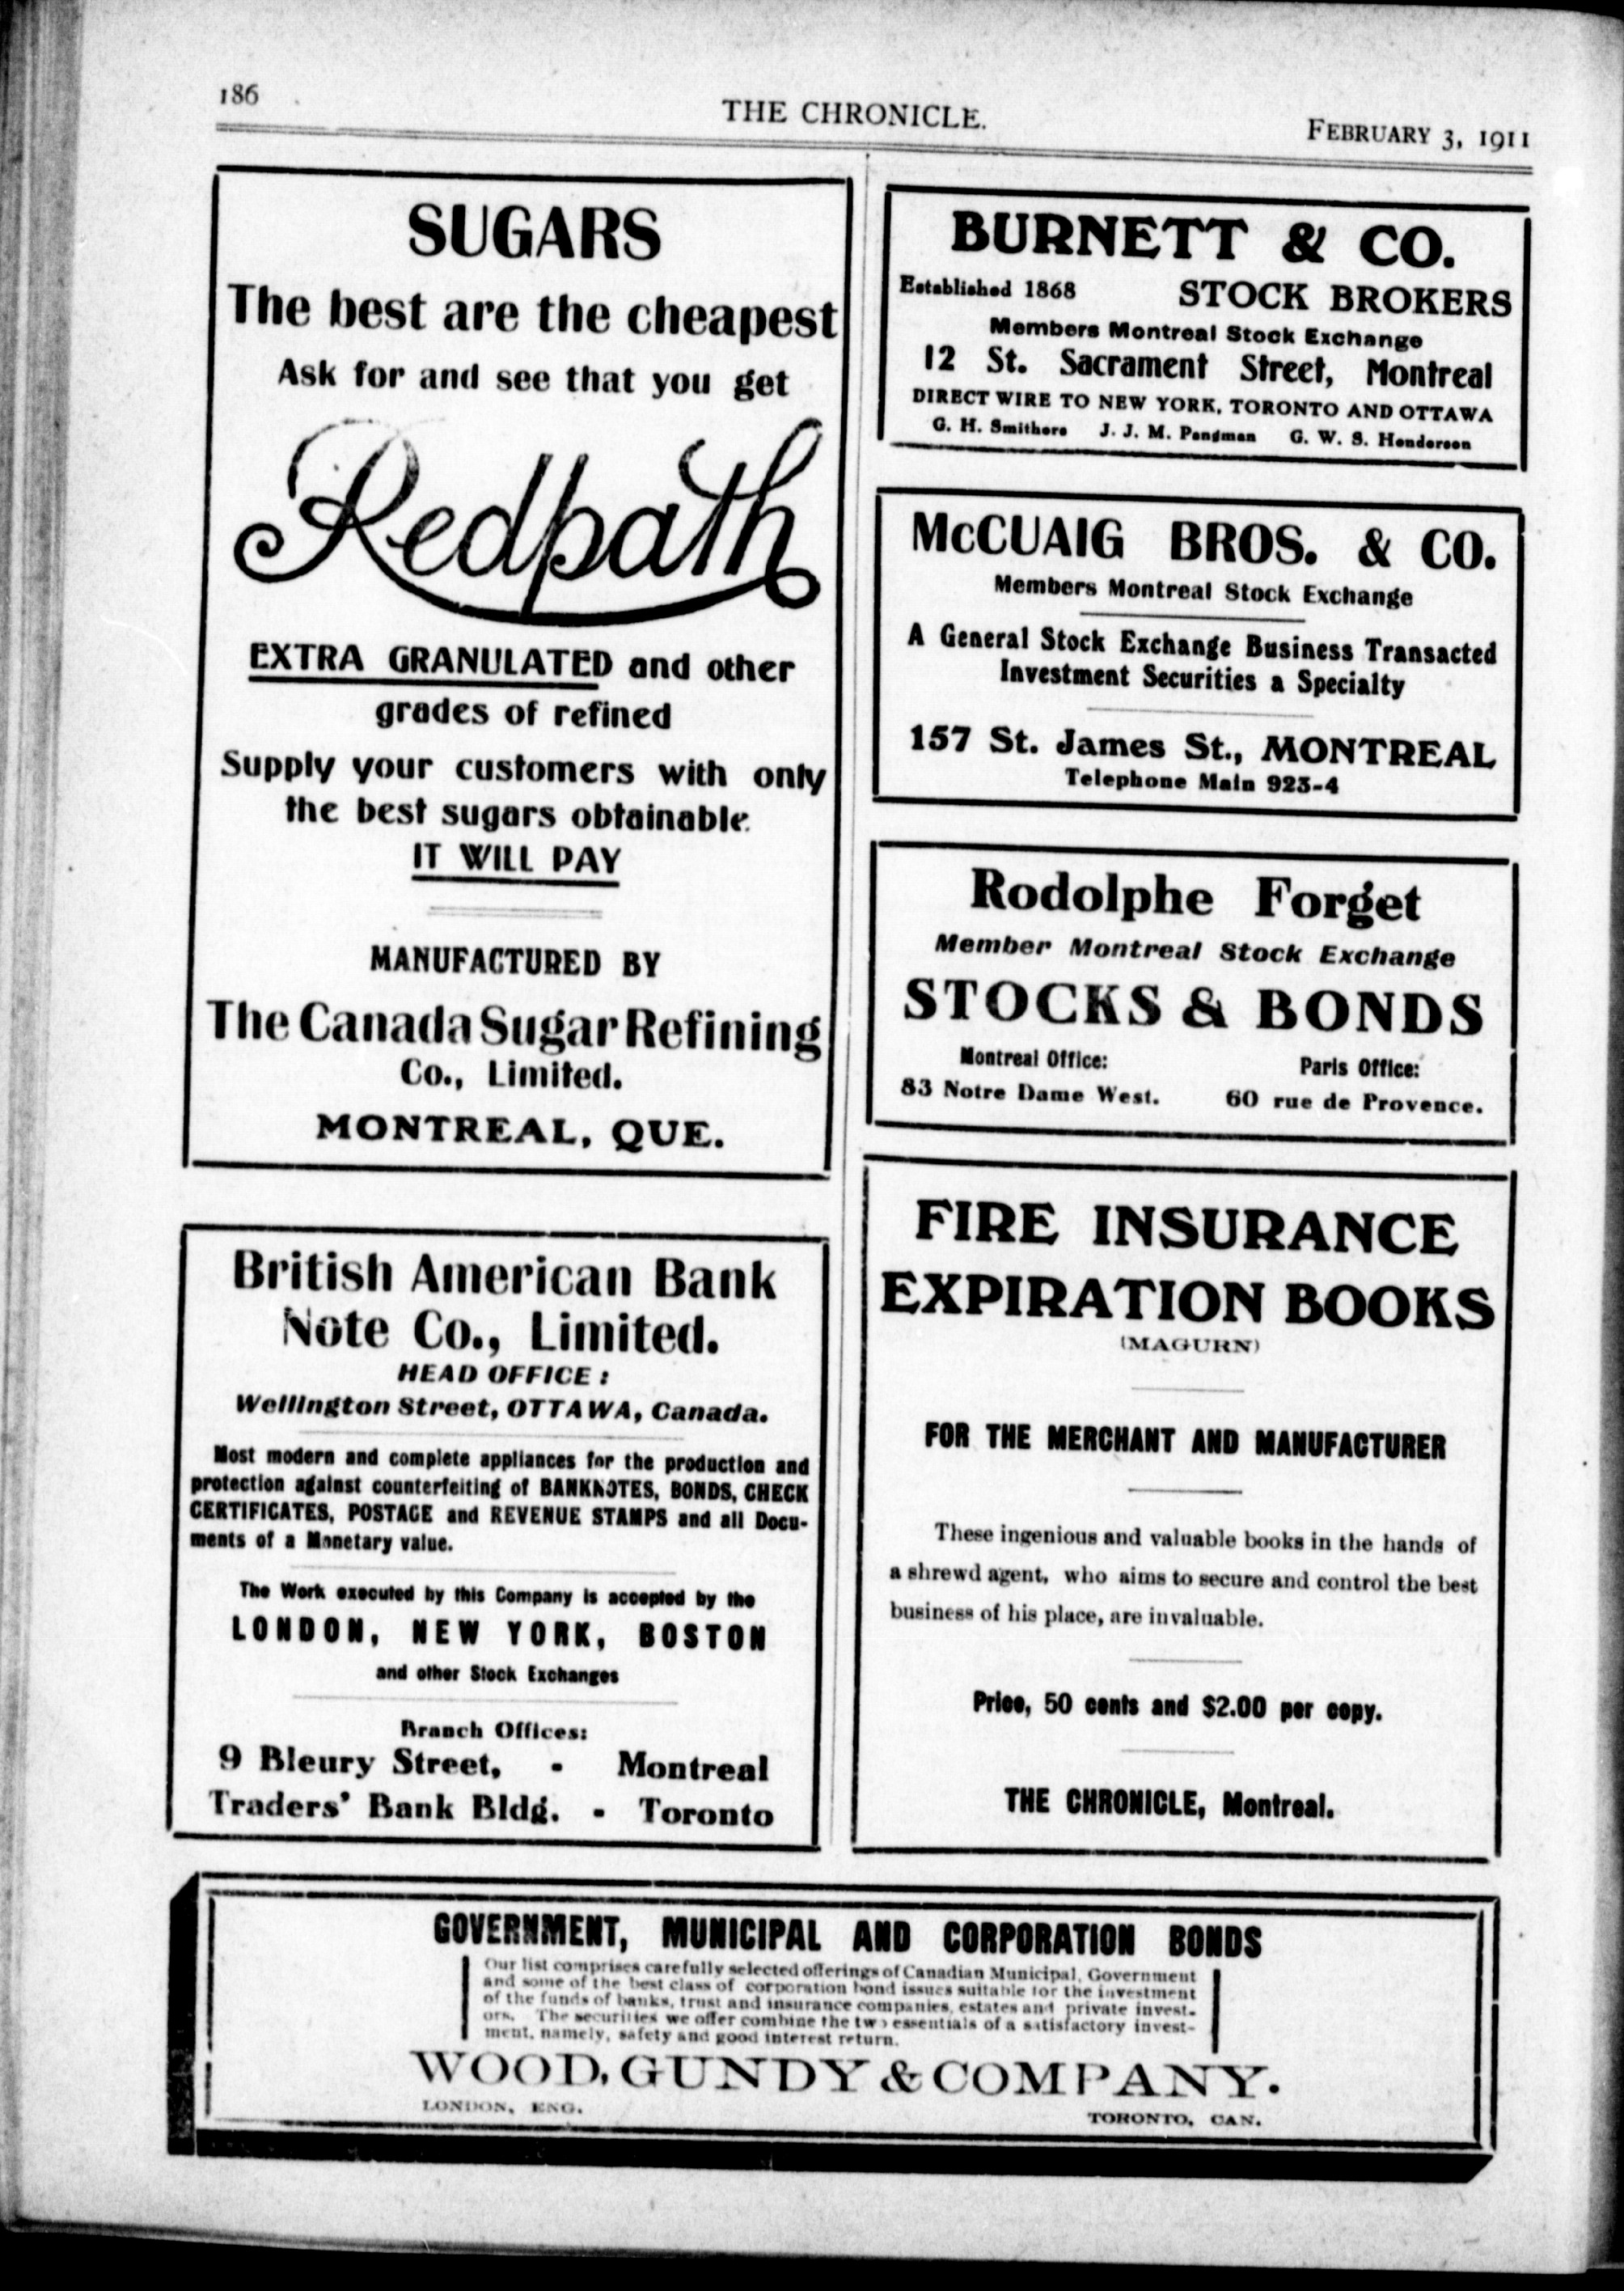 186
THE CHRONICLE.
FEBRUARY 3, 1911
SUGARS
The best are the cheapest
Ask for and see that you get
Redpath
EXTRA GRANULATED and other
grades of refined
Supply your customers with only
the best sugars obtainable.
IT WILL PAY
MANUFACTURED BY
The Canada Sugar Refining
Co., Limited.
MONTREAL, QUE.
British American Bank
Note Co., Limited.
HEAD OFFICE :
Wellington Street, OTTAWA, Canada.
Most modern and complete appliances for the production and
protection against counterfeiting of BANKNOTES, BONDS, CHECK
CERTIFICATES, POSTAGE and REVENUE STAMPS and all Docu-
ments of a Monetary value.
The Work executed by this Company is accepted by the
LONDON, NEW YORK, BOSTON
and other Stock Exchanges
Branch Offices:
9 Bleury Street, - Montreal
Traders' Bank Bldg. - Toronto
BURNETT & CO.
Established 1868 STOCK BROKERS
Members Montreal Stock Exchange
12 St. Sacrament Street, Montreal
DIRECT WIRE TO NEW YORK, TORONTO AND OTTAWA
G. H. Smithers J. J. M. Pangman G. W. S. Henderson
McCUAIG BROS. & CO.
Members Montreal Stock Exchange
A General Stock Exchange Business Transacted
Investment Securities a Specialty
157 St. James St., MONTREAL
Telephone Main 923-4
Rodolphe Forget
Member Montreal Stock Exchange
STOCKS & BONDS
Montreal Office: Paris Office:
83 Notre Dame West. 60 rue de Provence.
FIRE INSURANCE
EXPIRATION BOOKS
(MAGURN)
FOR THE MERCHANT AND MANUFACTURER
These ingenious and valuable books in the hands of
a shrewd agent, who aims to secure and control the best
business of his place, are invaluable.
Price, 50 cents and $2.00 per copy.
THE CHRONICLE, Montreal.
GOVERNMENT, MUNICIPAL AND CORPORATION BONDS
Our list comprises carefully selected offerings of Canadian Municipal, Government
and some of the best class of corporation bond issues suitable for the investment
of the funds of banks, trust and insurance companies, estates and private invest-
ors. The securities we offer combine the two essentials of a satisfactory invest-
ment, namely, safety and good interest return.
WOOD, GUNDY & COMPANY.
LONDON, ENG. TORONTO, CAN.